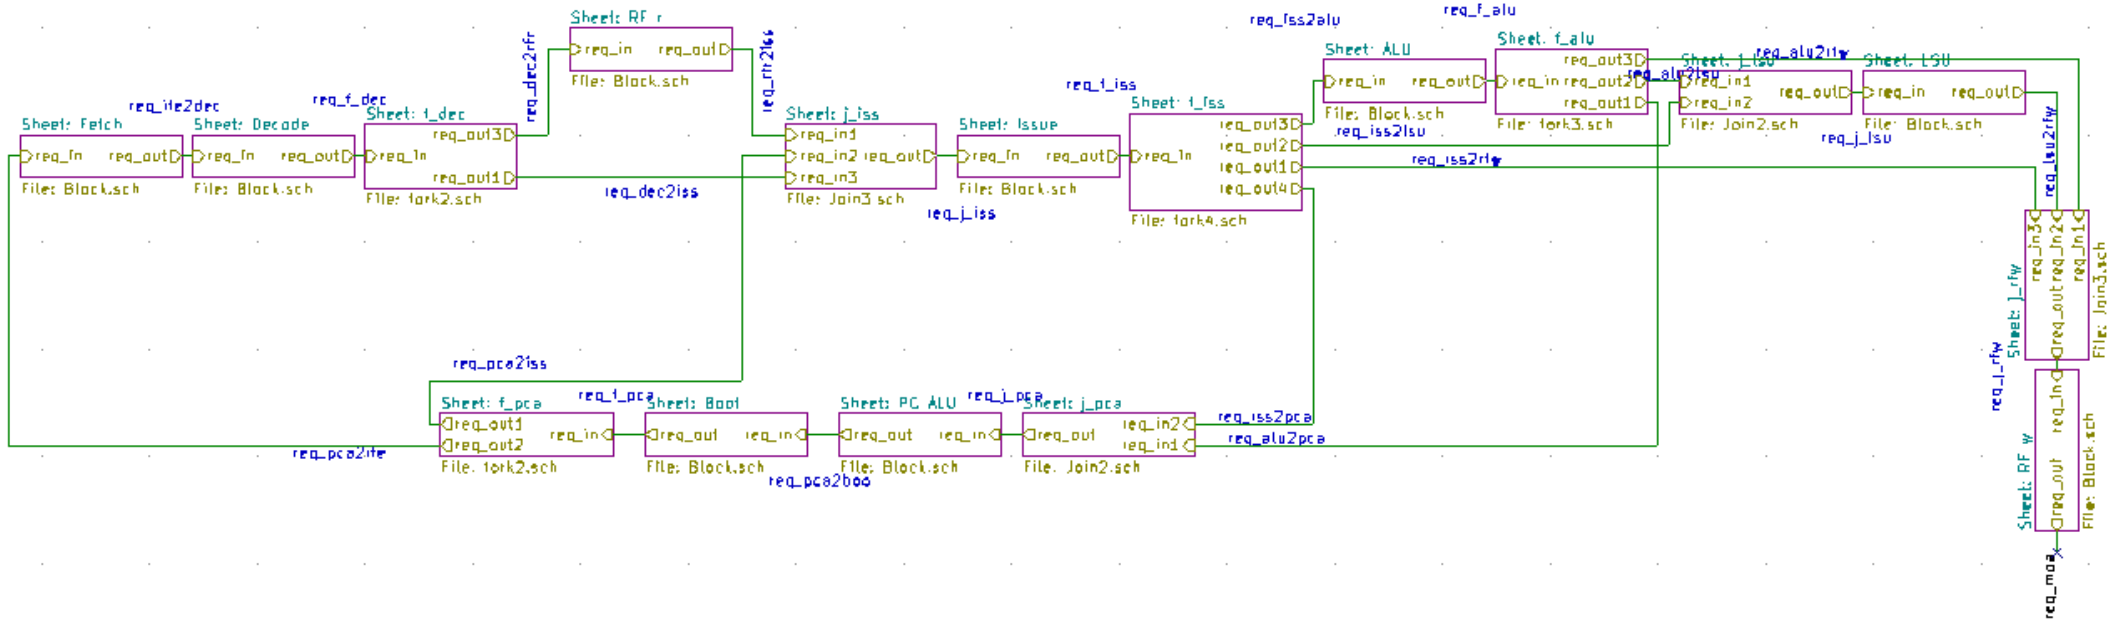 Sheet: RF_r
req_in req_out
File: Block.sch
req_dec2rfr
req_rfr2iss
req_ife2dec
req_f_dec
Sheet: Fetch
req_in req_out
File: Block.sch
Sheet: Decode
req_in req_out
File: Block.sch
Sheet: f_dec
req_out3
req_in
req_out1
File: fork2.sch
req_dec2iss
Sheet: j_iss
req_in1
req_in2 req_out
req_in3
File: Join3.sch
req_j_iss
Sheet: Issue
req_in req_out
File: Block.sch
req_f_iss
Sheet: f_iss
req_out3
req_out2
req_in
req_out1
req_out4
File: fork4.sch
req_iss2alu
req_f_alu
Sheet: ALU
req_in req_out
File: Block.sch
req_iss2lsu
req_iss2rfw
Sheet: f_alu
req_out3
req_in req_out2
req_out1
File: fork3.sch
req_alu2rfw
req_alu2lsu
Sheet: j_lsu
req_in1
req_in2
req_out
File: Join2.sch
Sheet: LSU
req_in req_out
File: Block.sch
req_j_lsu
req_lsu2rfw
Sheet: j_rfw
req_in3
req_in2
req_in1
req_out
File: Join3.sch
req_j_rfw
Sheet: RF_w
req_in
req_out
File: Block.sch
req_moa
req_pca2iss
req_f_pca
req_j_pca
Sheet: f_pca
req_out1
req_out2
req_in
File: fork2.sch
req_pca2ife
Sheet: Boot
req_out req_in
File: Block.sch
Sheet: PC_ALU
req_out req_in
File: Block.sch
req_pca2boo
Sheet: j_pca
req_out
req_in2
req_in1
File: Join2.sch
req_iss2pca
req_alu2pca